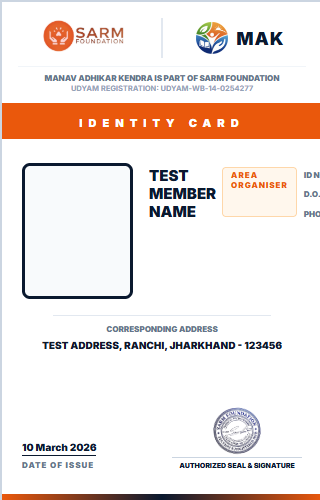 SARM
FOUNDATION
MAK
MANAV ADHIKAR KENDRA IS PART OF SARM FOUNDATION
UDYAM REGISTRATION: UDYAM-WB-14-0254277
IDENTITY CARD
TEST
MEMBER
NAME
AREA
ORGANISER
ID N
D.O.
PHO
CORRESPONDING ADDRESS
TEST ADDRESS, RANCHI, JHARKHAND - 123456
10 March 2026
DATE OF ISSUE
AUTHORIZED SEAL & SIGNATURE